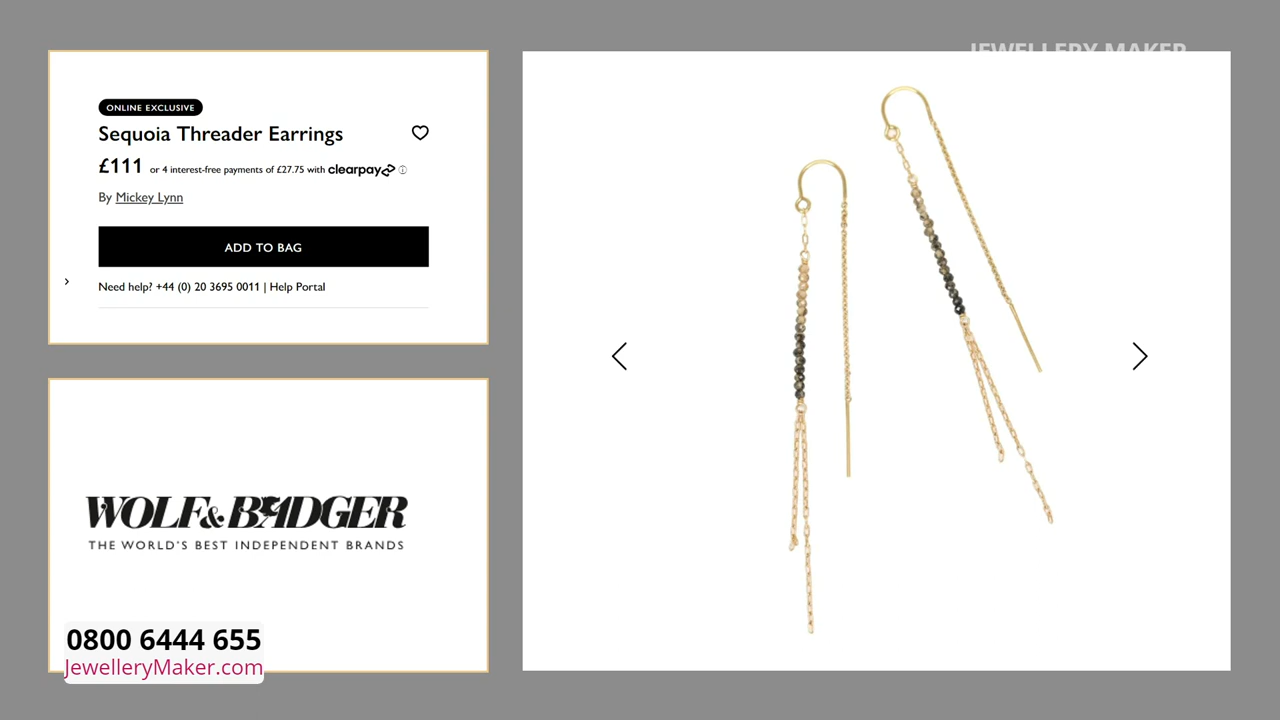 JEWELLERY MAKER
ONLINE EXCLUSIVE
Sequoia Threader Earrings
£111 or 4 interest-free payments of £27.75 with clearpay
By Mickey Lynn
ADD TO BAG
Need help? +44 (0) 20 3695 0011 | Help Portal
WOLF & BADGER
THE WORLD'S BEST INDEPENDENT BRANDS
0800 6444 655
JewelleryMaker.com